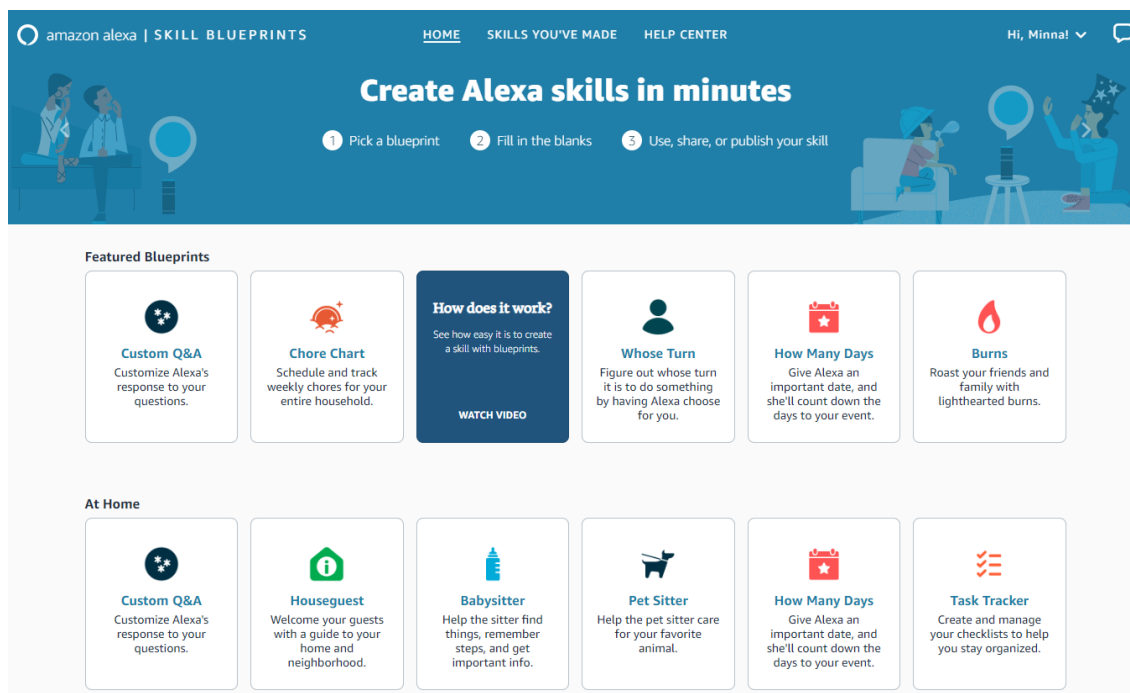 amazon alexa | SKILL BLUEPRINTS
HOME
SKILLS YOU'VE MADE
HELP CENTER
Hi, Minna!
Create Alexa skills in minutes
1 Pick a blueprint
2 Fill in the blanks
3 Use, share, or publish your skill
Featured Blueprints
Custom Q&A
Customize Alexa's
response to your
questions.
Chore Chart
Schedule and track
weekly chores for your
entire household.
How does it work?
See how easy it is to create
a skill with blueprints.
WATCH VIDEO
Whose Turn
Figure out whose turn
it is to do something
by having Alexa choose
for you.
How Many Days
Give Alexa an
important date, and
she'll count down the
days to your event.
Burns
Roast your friends and
family with
lighthearted burns.
At Home
Custom Q&A
Customize Alexa's
response to your
questions.
Houseguest
Welcome your guests
with a guide to your
home and
neighborhood.
Babysitter
Help the sitter find
things, remember
steps, and get
important info.
Pet Sitter
Help the pet sitter care
for your favorite
animal.
How Many Days
Give Alexa an
important date, and
she'll count down the
days to your event.
Task Tracker
Create and manage
your checklists to help
you stay organized.